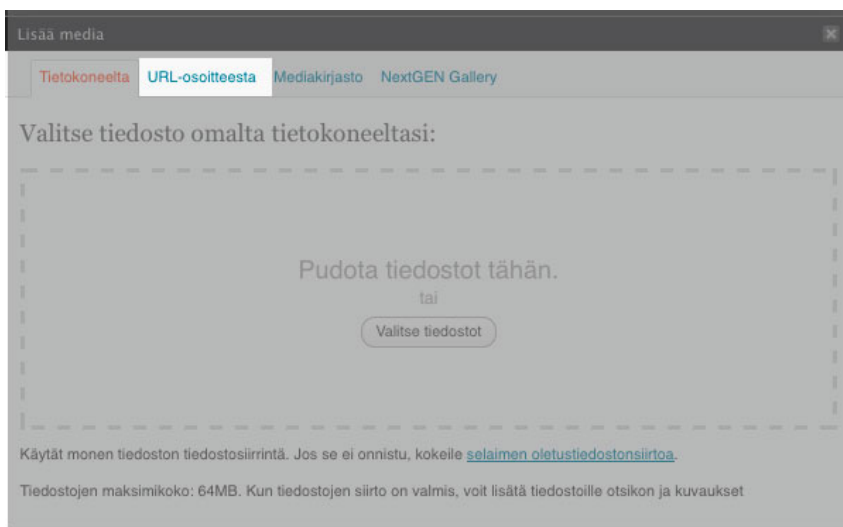 Lisää media
Tietokoneelta URL-osoitteesta Mediakirjasto NextGEN Gallery
Valitse tiedosto omalta tietokoneeltasi:
Pudota tiedostot tähän.
tai
Valitse tiedostot
Käytät monen tiedoston tiedostosiirrintä. Jos se ei onnistu, kokeile selaimen oletustiedostonsiirtoa.
Tiedostojen maksimikoko: 64MB. Kun tiedostojen siirto on valmis, voit lisätä tiedostoille otsikon ja kuvaukset